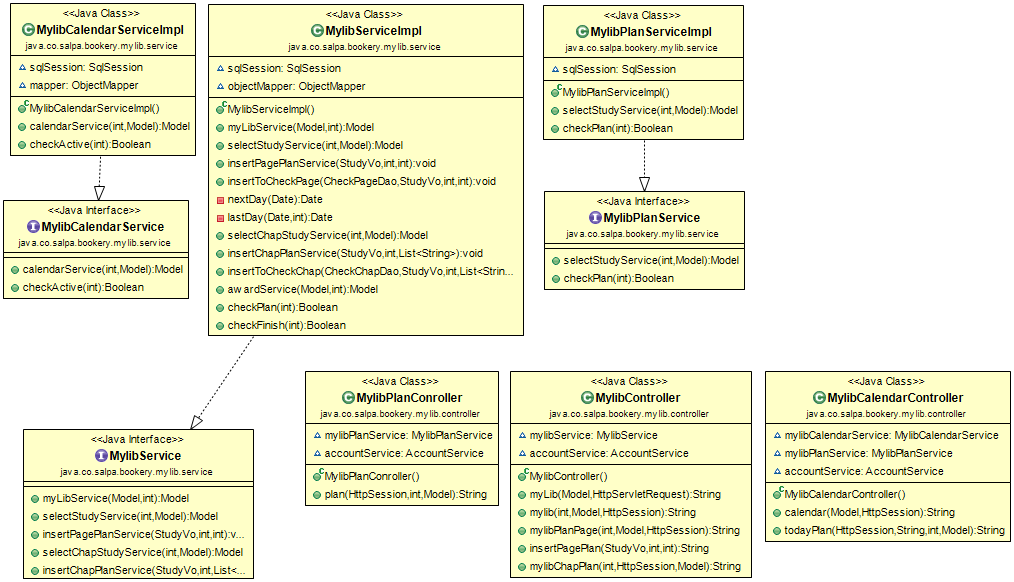 <<Java Class>>
MylibCalendarServiceImpl
java.co.salpa.bookery.mylib.service
sqlSession: SqlSession
mapper: ObjectMapper
MylibCalendarServiceImpl()
calendarService(int,Model):Model
checkActive(int):Boolean
<<Java Class>>
MylibServiceImpl
java.co.salpa.bookery.mylib.service
sqlSession: SqlSession
objectMapper: ObjectMapper
MylibServiceImpl()
myLibService(Model,int):Model
selectStudyService(int,Model):Model
insertPagePlanService(StudyVo,int,int):void
insertToCheckPage(CheckPageDao,StudyVo,int,int):void
nextDay(Date):Date
lastDay(Date,int):Date
selectChapStudyService(int,Model):Model
insertChapPlanService(StudyVo,int,List<String>):void
insertToCheckChap(CheckChapDao,StudyVo,int,List<Strin...
awardService(Model,int):Model
checkPlan(int):Boolean
checkFinish(int):Boolean
<<Java Class>>
MylibPlanServiceImpl
java.co.salpa.bookery.mylib.service
sqlSession: SqlSession
MylibPlanServiceImpl()
selectStudyService(int,Model):Model
checkPlan(int):Boolean
<<Java Interface>>
MylibCalendarService
java.co.salpa.bookery.mylib.service
calendarService(int,Model):Model
checkActive(int):Boolean
<<Java Interface>>
MylibPlanService
java.co.salpa.bookery.mylib.service
selectStudyService(int,Model):Model
checkPlan(int):Boolean
<<Java Interface>>
MylibService
java.co.salpa.bookery.mylib.service
myLibService(Model,int):Model
selectStudyService(int,Model):Model
insertPagePlanService(StudyVo,int,int):v...
selectChapStudyService(int,Model):Model
insertChapPlanService(StudyVo,int,List<...
<<Java Class>>
MylibPlanConroller
java.co.salpa.bookery.mylib.controller
mylibPlanService: MylibPlanService
accountService: AccountService
MylibPlanConroller()
plan(HttpSession,int,Model):String
<<Java Class>>
MylibController
java.co.salpa.bookery.mylib.controller
mylibService: MylibService
accountService: AccountService
MylibController()
myLib(Model,HttpServletRequest):String
mylib(int,Model,HttpSession):String
mylibPlanPage(int,Model,HttpSession):String
insertPagePlan(StudyVo,int,int):String
mylibChapPlan(int,HttpSession,Model):String
<<Java Class>>
MylibCalendarController
java.co.salpa.bookery.mylib.controller
mylibCalendarService: MylibCalendarService
mylibPlanService: MylibPlanService
accountService: AccountService
MylibCalendarController()
calendar(Model,HttpSession):String
todayPlan(HttpSession,String,int,Model):String